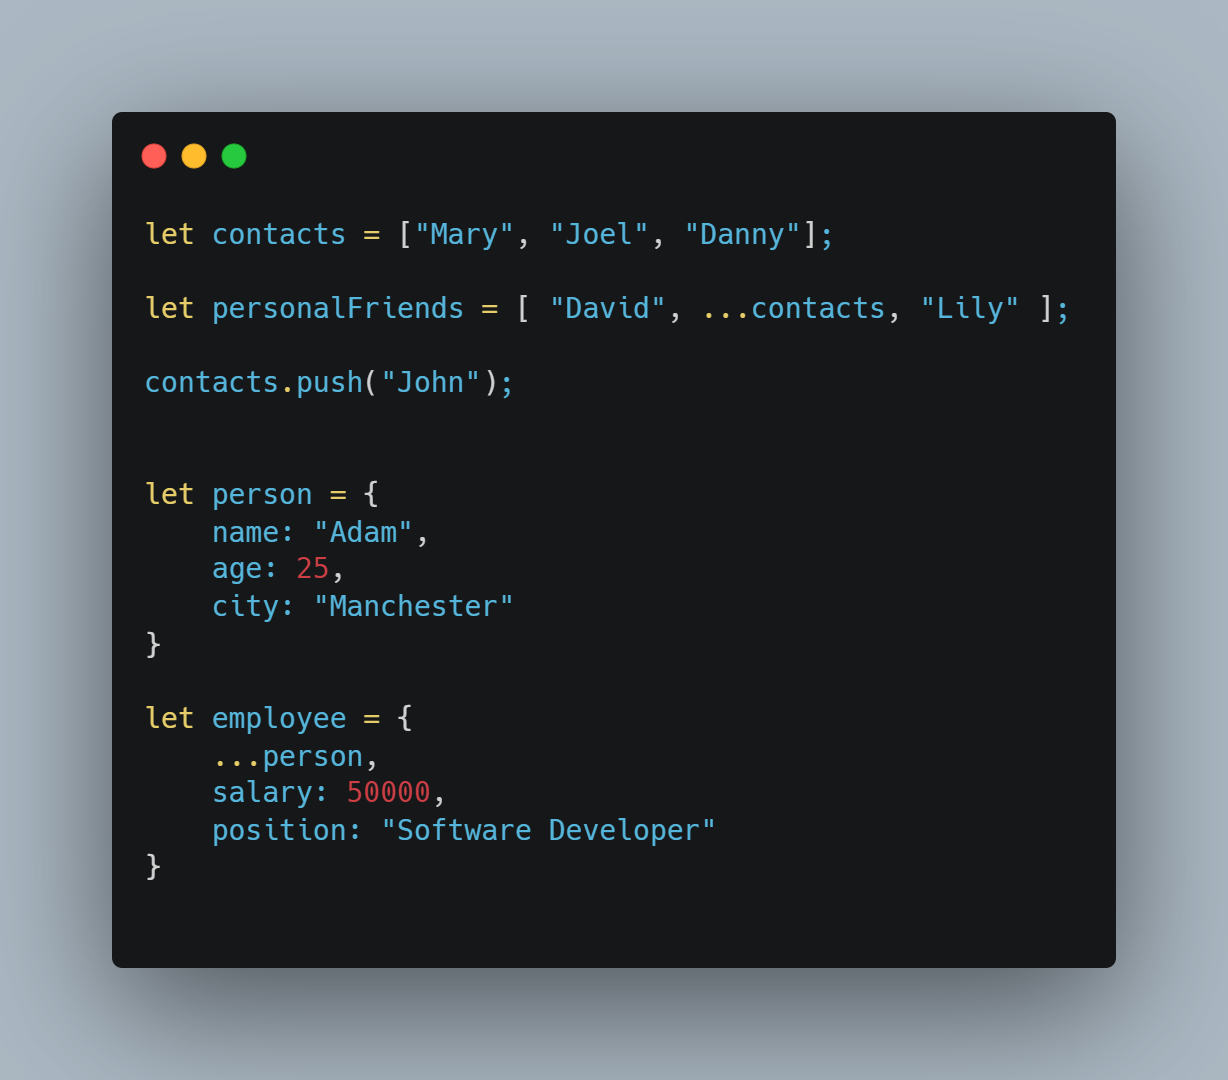 let contacts = ["Mary", "Joel", "Danny"];
let personalFriends = [ "David", ...contacts, "Lily" ];
contacts.push("John");
let person = {
    name: "Adam",
    age: 25,
    city: "Manchester"
}
let employee = {
    ...person,
    salary: 50000,
    position: "Software Developer"
}